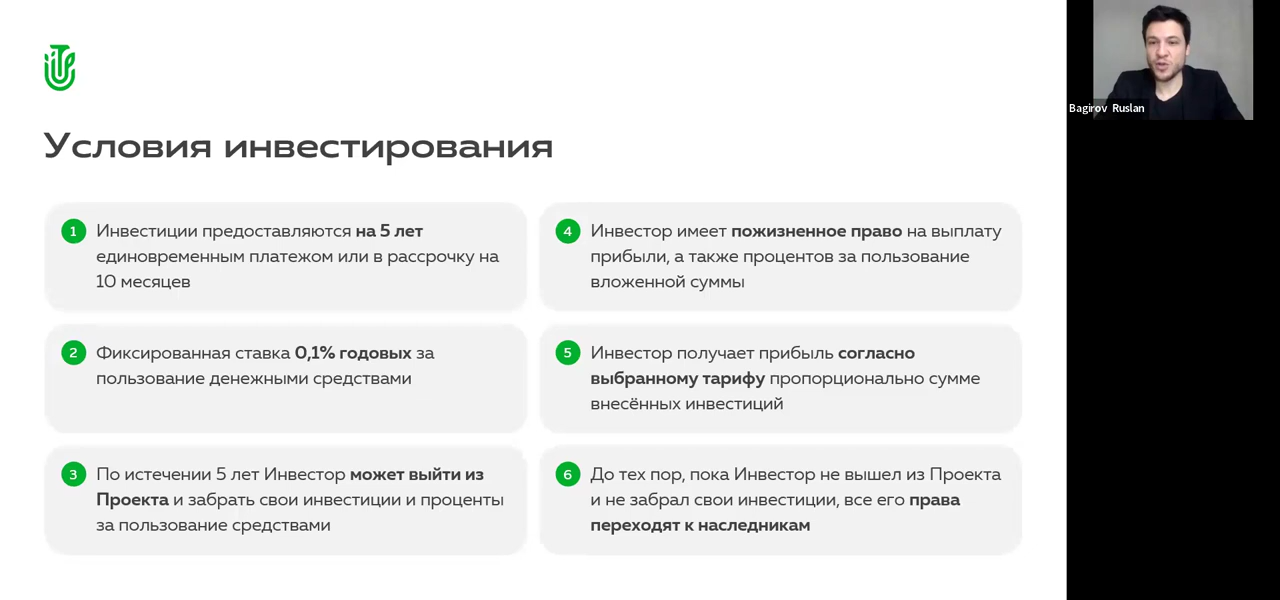 Условия инвестирования
1
Инвестиции предоставляются на 5 лет
единовременным платежом или в рассрочку на
10 месяцев
2
Фиксированная ставка 0,1% годовых за
пользование денежными средствами
3
По истечении 5 лет Инвестор может выйти из
Проекта и забрать свои инвестиции и проценты
за пользование средствами
4
Инвестор имеет пожизненное право на выплату
прибыли, а также процентов за пользование
вложенной суммы
5
Инвестор получает прибыль согласно
выбранному тарифу пропорционально сумме
внесённых инвестиций
6
До тех пор, пока Инвестор не вышел из Проекта
и не забрал свои инвестиции, все его права
переходят к наследникам
Bagirov Ruslan